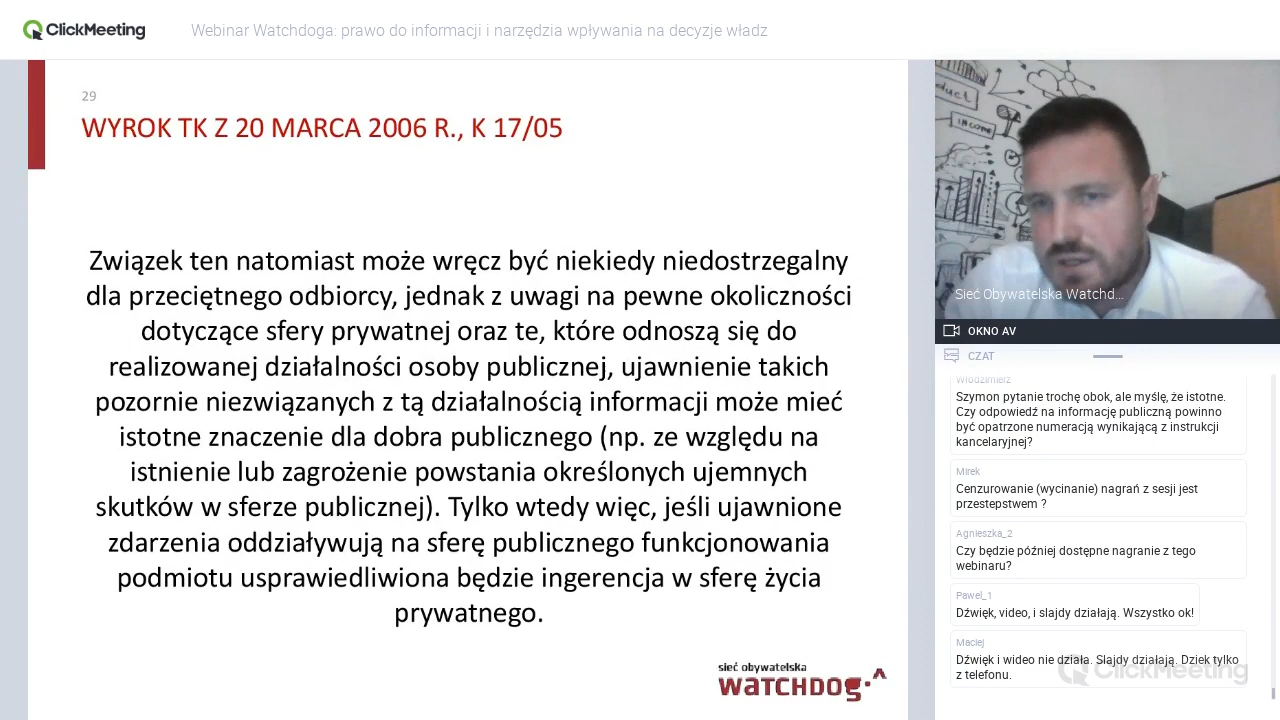 ClickMeeting
Webinar Watchdoga: prawo do informacji i narzędzia wpływania na decyzje władz
29
WYROK TK Z 20 MARCA 2006 R., K 17/05
Związek ten natomiast może wręcz być niekiedy niedostrzegalny
dla przeciętnego odbiorcy, jednak z uwagi na pewne okoliczności
dotyczące sfery prywatnej oraz te, które odnoszą się do
realizowanej działalności osoby publicznej, ujawnienie takich
pozornie niezwiązanych z tą działalnością informacji może mieć
istotne znaczenie dla dobra publicznego (np. ze względu na
istnienie lub zagrożenie powstania określonych ujemnych
skutków w sferze publicznej). Tylko wtedy więc, jeśli ujawnione
zdarzenia oddziaływują na sferę publicznego funkcjonowania
podmiotu usprawiedliwiona będzie ingerencja w sferę życia
prywatnego.
sieć obywatelska
WATCHDOG
INCOME
Sieć Obywatelska Watchd...
OKNO AV
CZAT
Włodzimierz
Szymon pytanie trochę obok, ale myślę, że istotne.
Czy odpowiedź na informację publiczną powinno
być opatrzone numeracją wynikającą z instrukcji
kancelaryjnej?
Mirek
Cenzurowanie (wycinanie) nagrań z sesji jest
przestepstwem ?
Agnieszka_2
Czy będzie później dostępne nagranie z tego
webinaru?
Pawel_1
Dźwięk, video, i slajdy działają. Wszystko ok!
Maciej
Dźwięk i wideo nie działa. Slajdy działają. Dziek tylko
z telefonu.
ClickMeeting